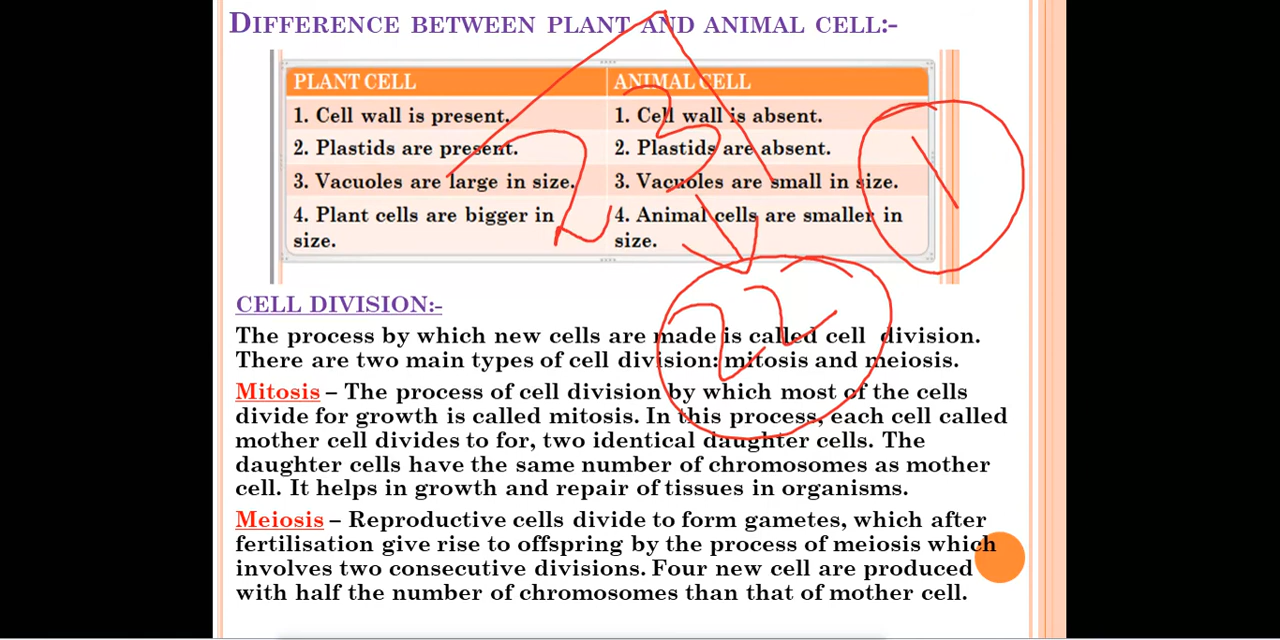 DIFFERENCE BETWEEN PLANT AND ANIMAL CELL:-
PLANT CELL ANIMAL CELL
1. Cell wall is present. 1. Cell wall is absent.
2. Plastids are present. 2. Plastids are absent.
3. Vacuoles are large in size. 3. Vacuoles are small in size.
4. Plant cells are bigger in 4. Animal cells are smaller in
size. size.
23
1
22
CELL DIVISION:-
The process by which new cells are made is called cell division.
There are two main types of cell division: mitosis and meiosis.
Mitosis – The process of cell division by which most of the cells
divide for growth is called mitosis. In this process, each cell called
mother cell divides to for, two identical daughter cells. The
daughter cells have the same number of chromosomes as mother
cell. It helps in growth and repair of tissues in organisms.
Meiosis – Reproductive cells divide to form gametes, which after
fertilisation give rise to offspring by the process of meiosis which
involves two consecutive divisions. Four new cell are produced
with half the number of chromosomes than that of mother cell.